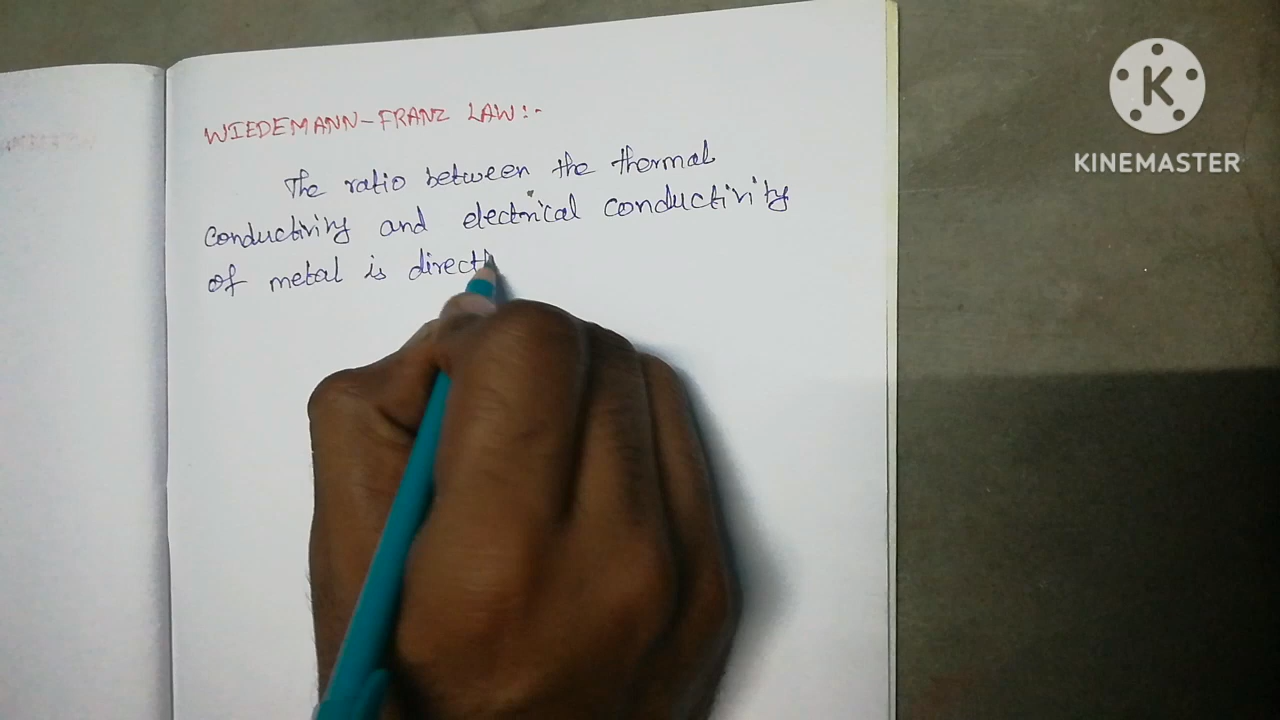 WIEDEMANN-FRANZ LAW:-
The ratio between the thermal
conductivity and electrical conductivity
of metal is directl
KINEMASTER